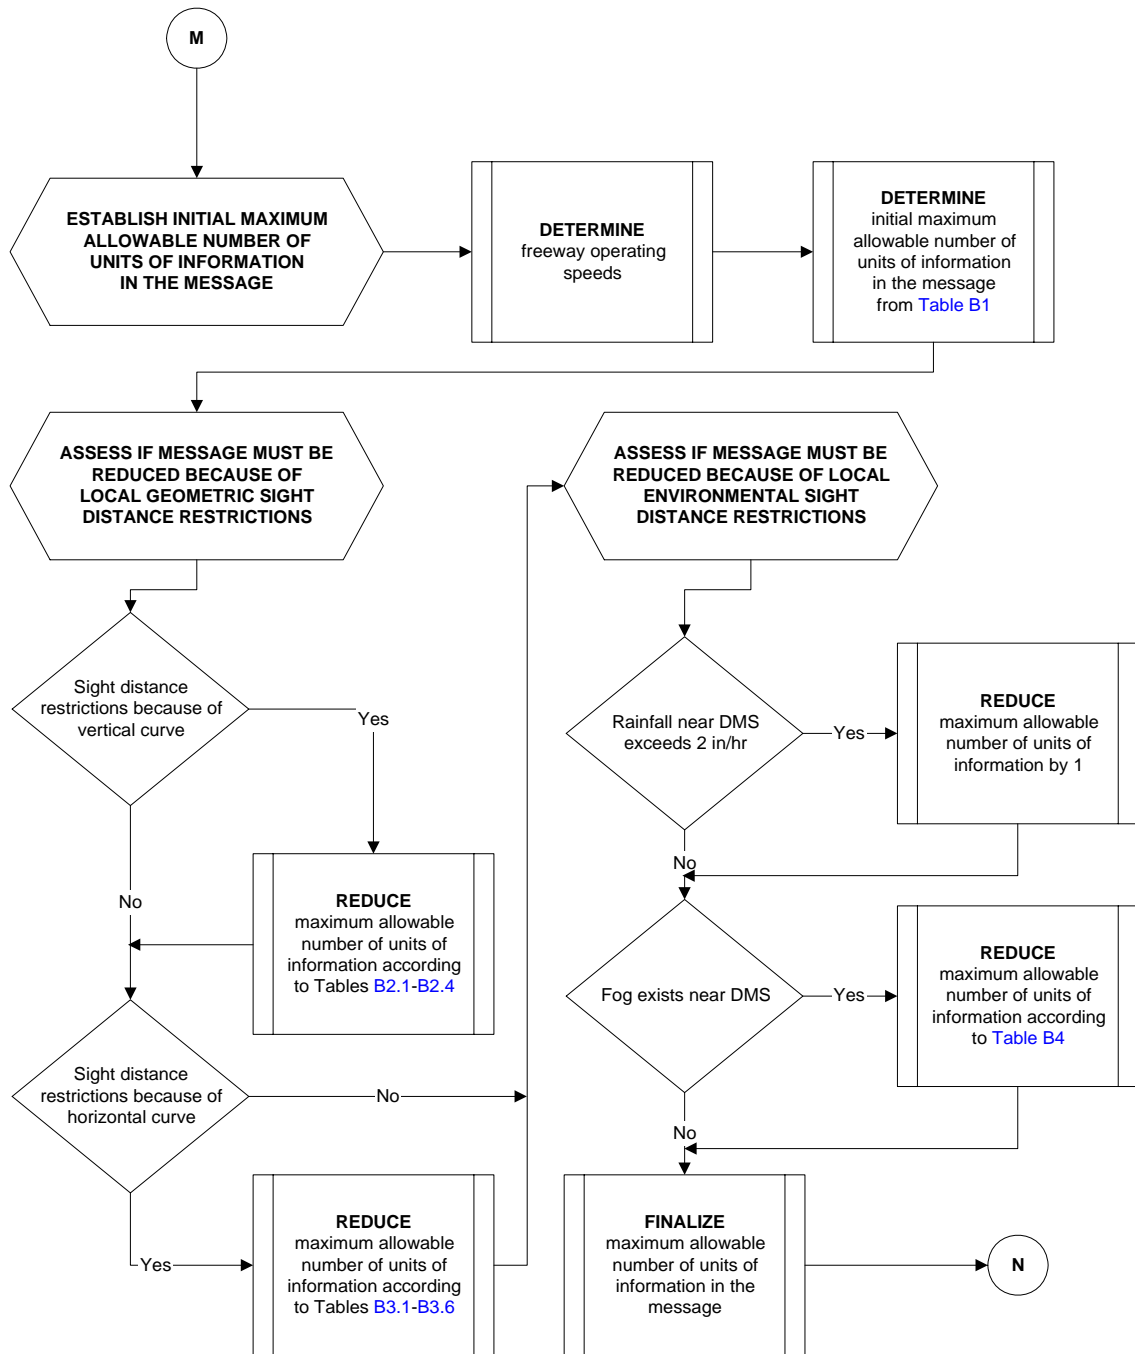 M
ESTABLISH INITIAL MAXIMUM
ALLOWABLE NUMBER OF
UNITS OF INFORMATION
IN THE MESSAGE
DETERMINE
freeway operating
speeds
DETERMINE
initial maximum
allowable number of
units of information
in the message
from Table B1
ASSESS IF MESSAGE MUST BE
REDUCED BECAUSE OF
LOCAL GEOMETRIC SIGHT
DISTANCE RESTRICTIONS
Sight distance
restrictions because of
vertical curve
Yes
No
REDUCE
maximum allowable
number of units of
information according
to Tables B2.1-B2.4
Sight distance
restrictions because of
horizontal curve
No
Yes
REDUCE
maximum allowable
number of units of
information according
to Tables B3.1-B3.6
ASSESS IF MESSAGE MUST BE
REDUCED BECAUSE OF LOCAL
ENVIRONMENTAL SIGHT
DISTANCE RESTRICTIONS
Rainfall near DMS
exceeds 2 in/hr
Yes
REDUCE
maximum allowable
number of units of
information by 1
No
Fog exists near DMS
Yes
REDUCE
maximum allowable
number of units of
information according
to Table B4
No
FINALIZE
maximum allowable
number of units of
information in the
message
N